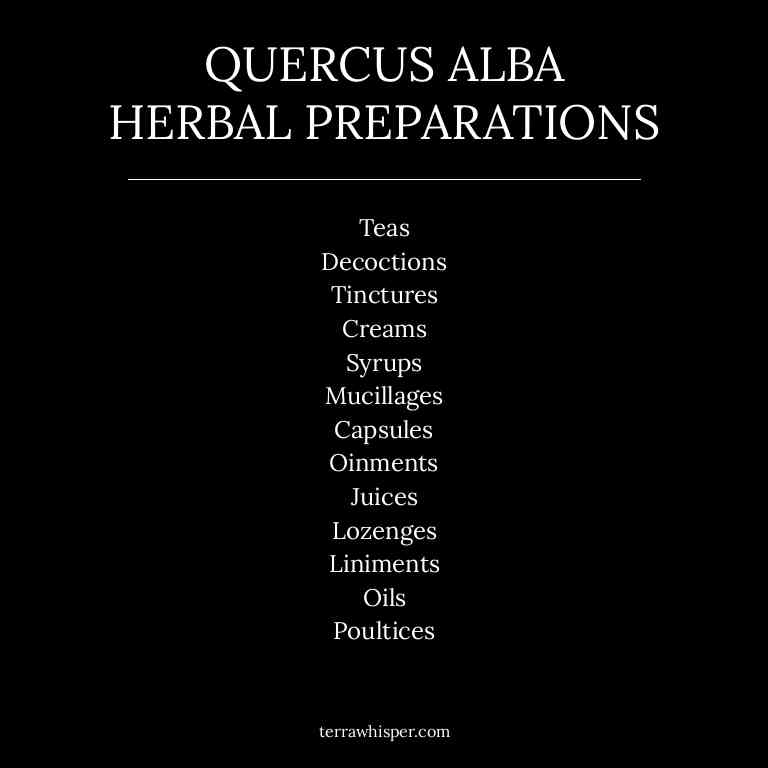 QUERCUS ALBA
HERBAL PREPARATIONS
Teas
Decoctions
Tinctures
Creams
Syrups
Mucillages
Capsules
Oinments
Juices
Lozenges
Liniments
Oils
Poultices
terrawhisper.com